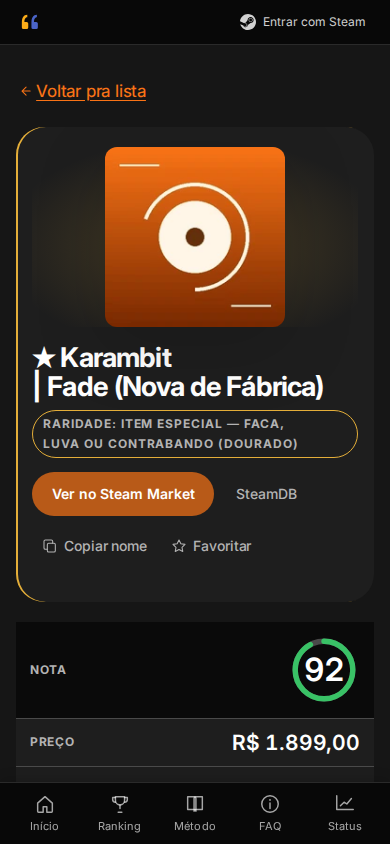 Entrar com Steam
← Voltar pra lista
★ Karambit
| Fade (Nova de Fábrica)
RARIDADE: ITEM ESPECIAL — FACA,
LUVA OU CONTRABANDO (DOURADO)
Ver no Steam Market
SteamDB
Copiar nome
Favoritar
NOTA
92
PREÇO
R$ 1.899,00
Início
Ranking
Método
FAQ
Status